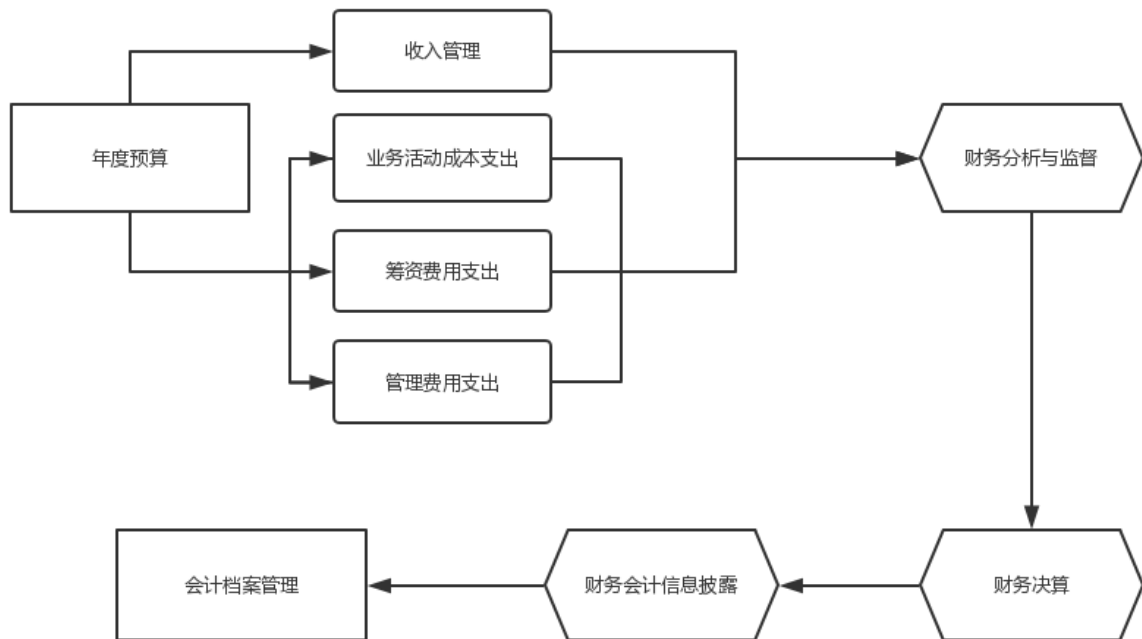 收入管理
年度预算
业务活动成本支出
财务分析与监督
筹资费用支出
管理费用支出
会计档案管理
财务会计信息披露
财务决算